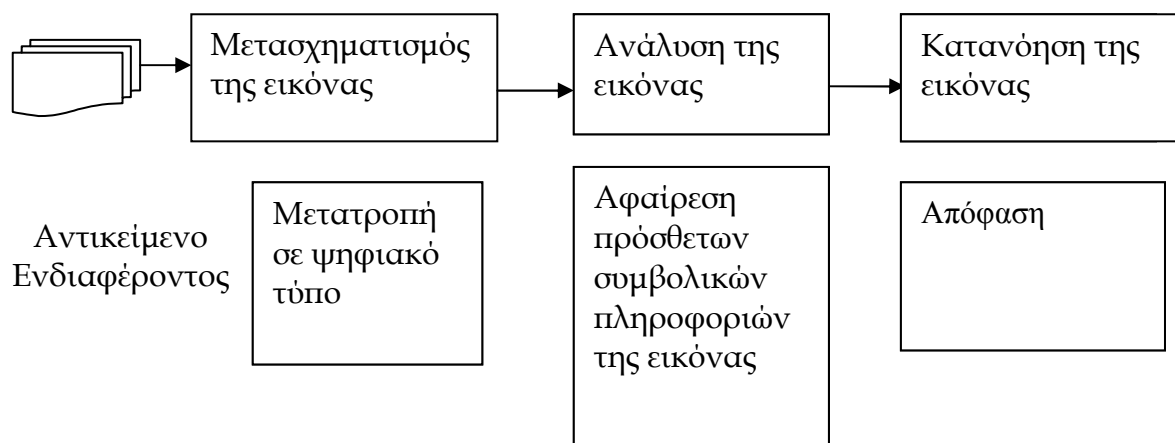 Μετασχηματισμός
της εικόνας
Ανάλυση της
εικόνας
Κατανόηση της
εικόνας
Αντικείμενο
Ενδιαφέροντος
Μετατροπή
σε ψηφιακό
τύπο
Αφαίρεση
πρόσθετων
συμβολικών
πληροφοριών
της εικόνας
Απόφαση